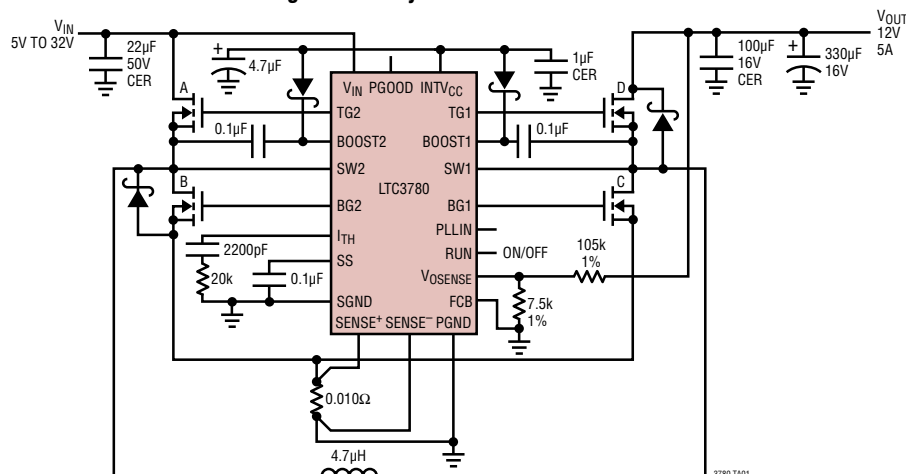 VIN
5V TO 32V
22µF
50V
CER
+
4.7µF
1µF
CER
VOUT
12V
5A
100µF
16V
CER
+
330µF
16V
A
D
VIN PGOOD INTVCC
TG2
TG1
0.1µF
BOOST2
BOOST1
0.1µF
SW2
SW1
LTC3780
B
C
BG2
BG1
ITH
PLLIN
2200pF
RUN
ON/OFF
105k
1%
20k
SS
0.1µF
VOSENSE
SGND
FCB
7.5k
1%
SENSE+ SENSE− PGND
0.010Ω
4.7µH
3780 TA01